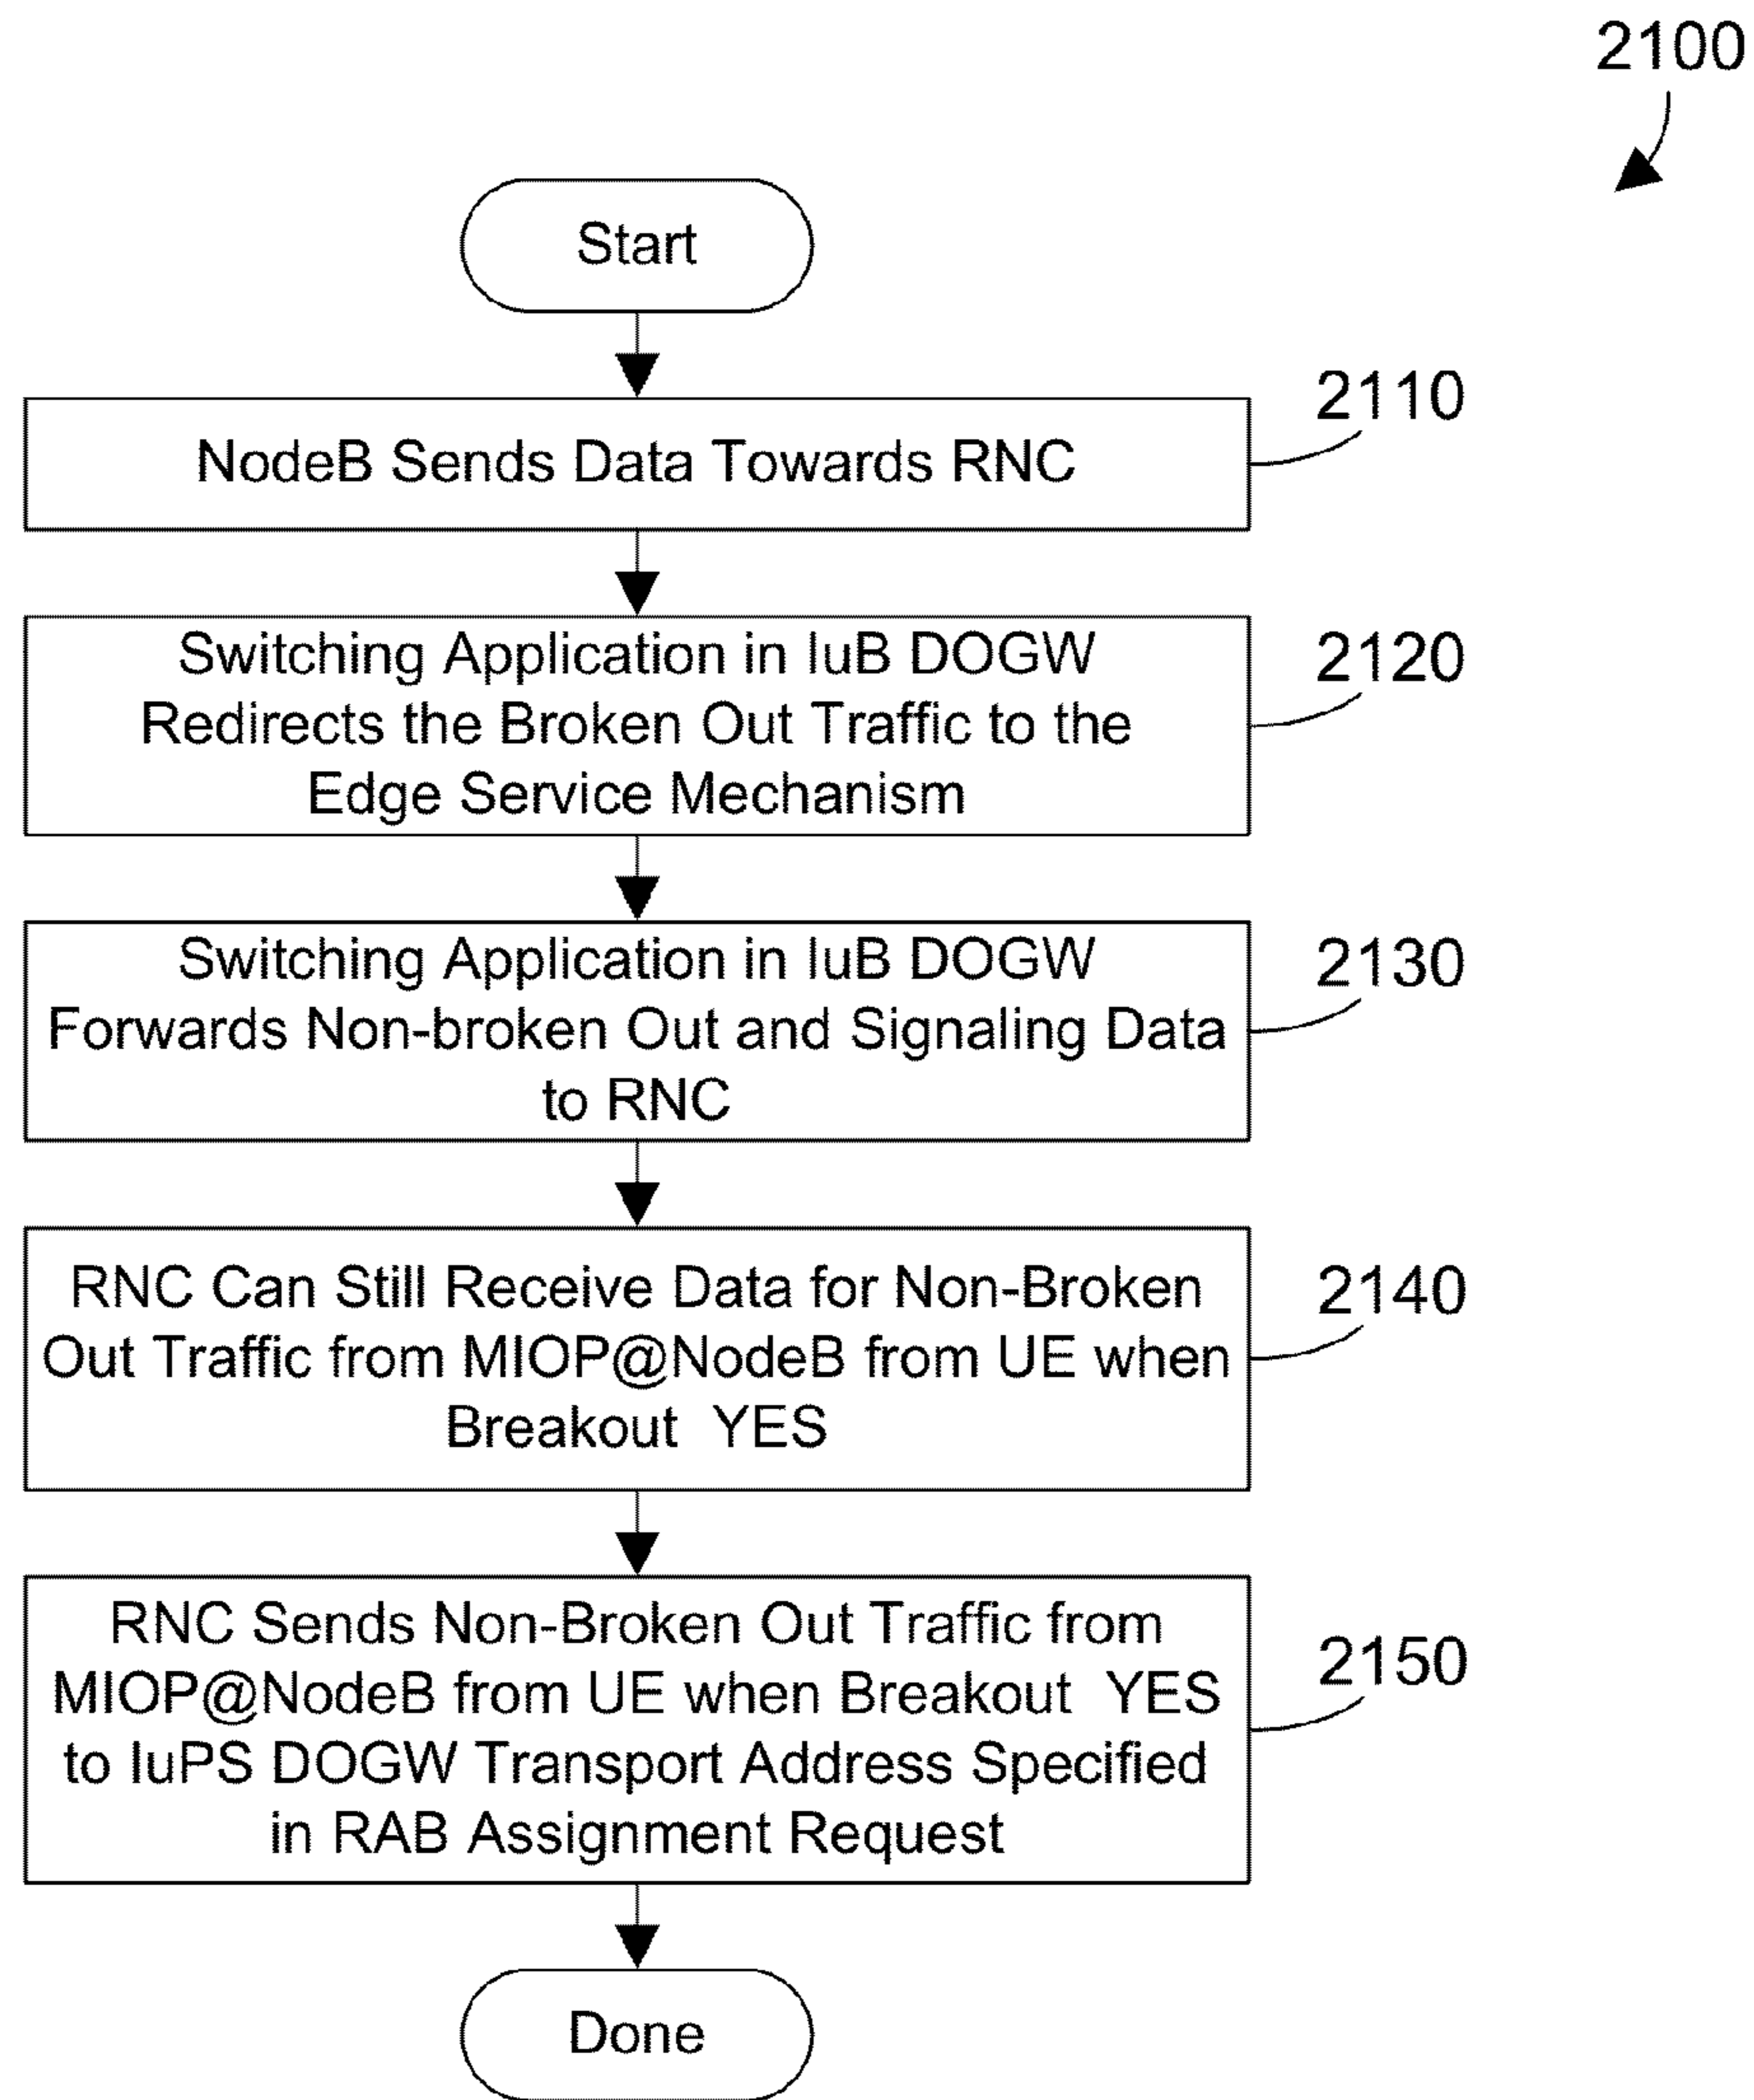 2100
Start
2110
NodeB Sends Data Towards RNC
2120
Switching Application in IuB DOGW
Redirects the Broken Out Traffic to the
Edge Service Mechanism
2130
Switching Application in IuB DOGW
Forwards Non-broken Out and Signaling Data
to RNC
2140
RNC Can Still Receive Data for Non-Broken
Out Traffic from MIOP@NodeB from UE when
Breakout YES
2150
RNC Sends Non-Broken Out Traffic from
MIOP@NodeB from UE when Breakout YES
to IuPS DOGW Transport Address Specified
in RAB Assignment Request
Done